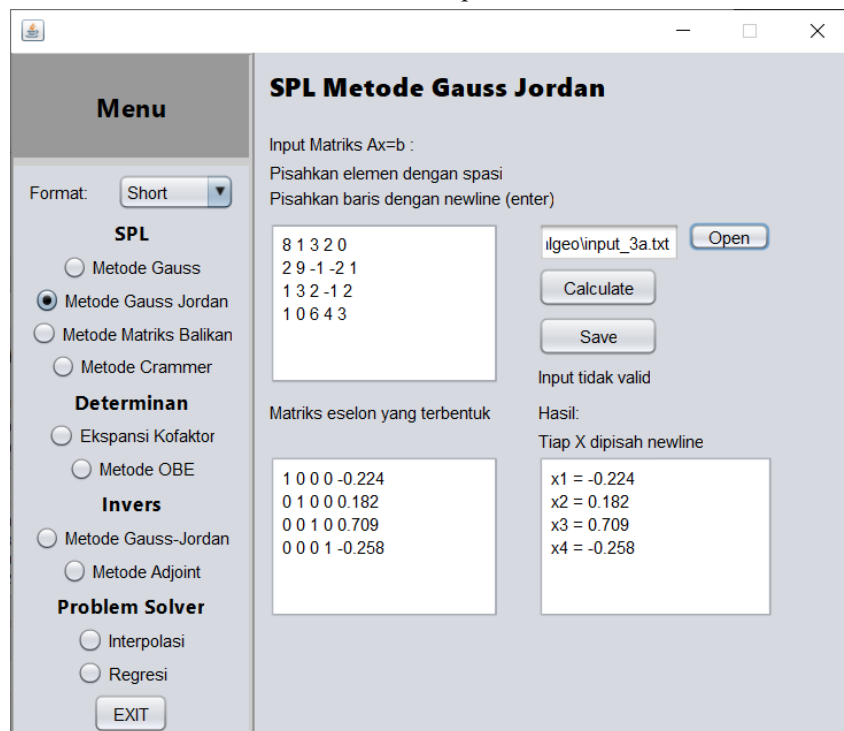 Menu
Format: Short
SPL
Metode Gauss
Metode Gauss Jordan
Metode Matriks Balikan
Metode Crammer
Determinan
Ekspansi Kofaktor
Metode OBE
Invers
Metode Gauss-Jordan
Metode Adjoint
Problem Solver
Interpolasi
Regresi
EXIT
SPL Metode Gauss Jordan
Input Matriks Ax=b :
Pisahkan elemen dengan spasi
Pisahkan baris dengan newline (enter)
8 1 3 2 0
2 9 -1 -2 1
1 3 2 -1 2
1 0 6 4 3
ılgeo\input_3a.txt
Open
Calculate
Save
Input tidak valid
Matriks eselon yang terbentuk
1 0 0 0 -0.224
0 1 0 0 0.182
0 0 1 0 0.709
0 0 0 1 -0.258
Hasil:
Tiap X dipisah newline
x1 = -0.224
x2 = 0.182
x3 = 0.709
x4 = -0.258